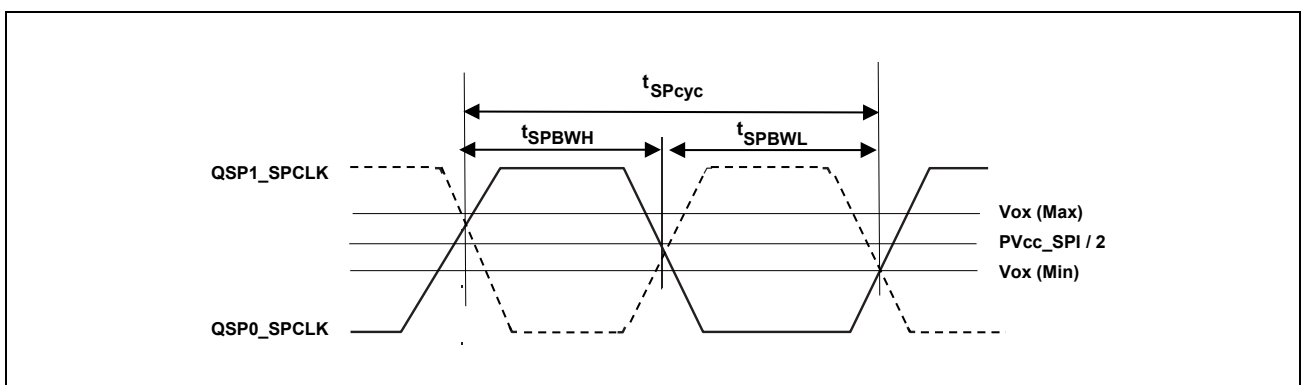 tSPcyc
tSPBWH
tSPBWL
QSP1_SPCLK
Vox (Max)
PVcc_SPI / 2
Vox (Min)
QSP0_SPCLK